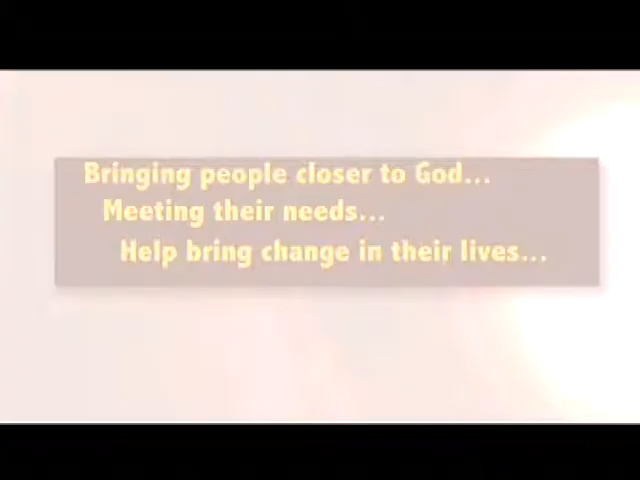 Bringing people closer to God...
Meeting their needs...
Help bring change in their lives...